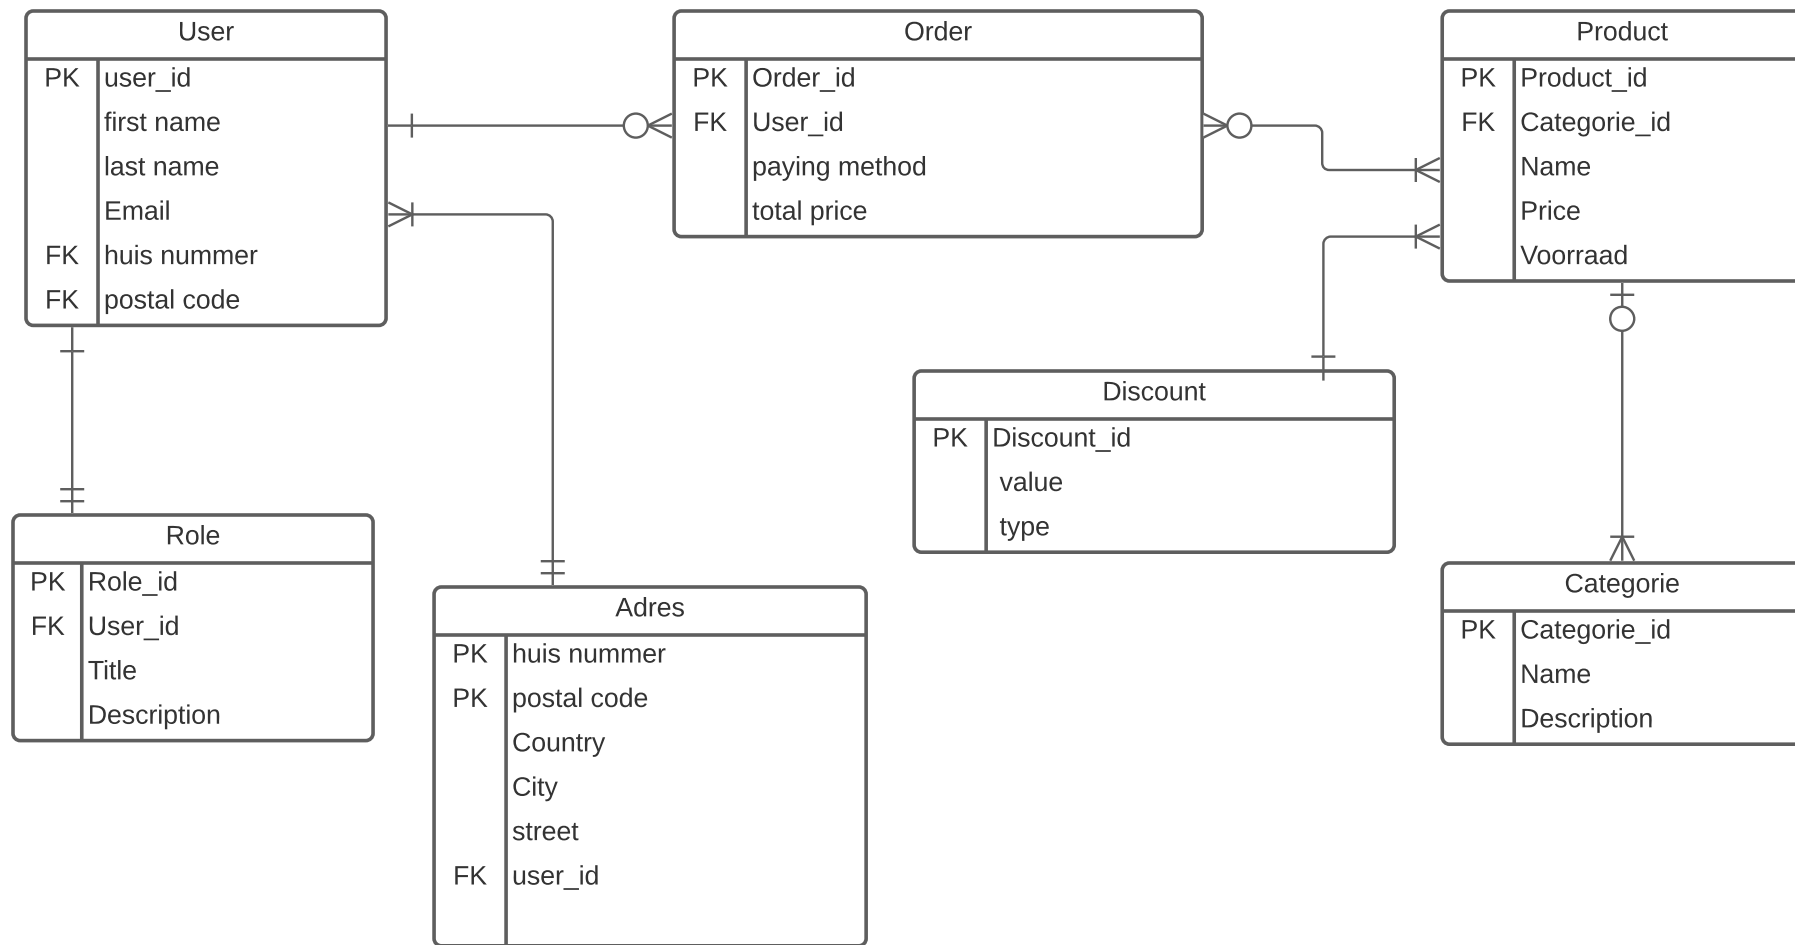 User
PK user_id
first name
last name
Email
FK huis nummer
FK postal code
Order
PK Order_id
FK User_id
paying method
total price
Product
PK Product_id
FK Categorie_id
Name
Price
Voorraad
Discount
PK Discount_id
value
type
Role
PK Role_id
FK User_id
Title
Description
Adres
PK huis nummer
PK postal code
Country
City
street
FK user_id
Categorie
PK Categorie_id
Name
Description